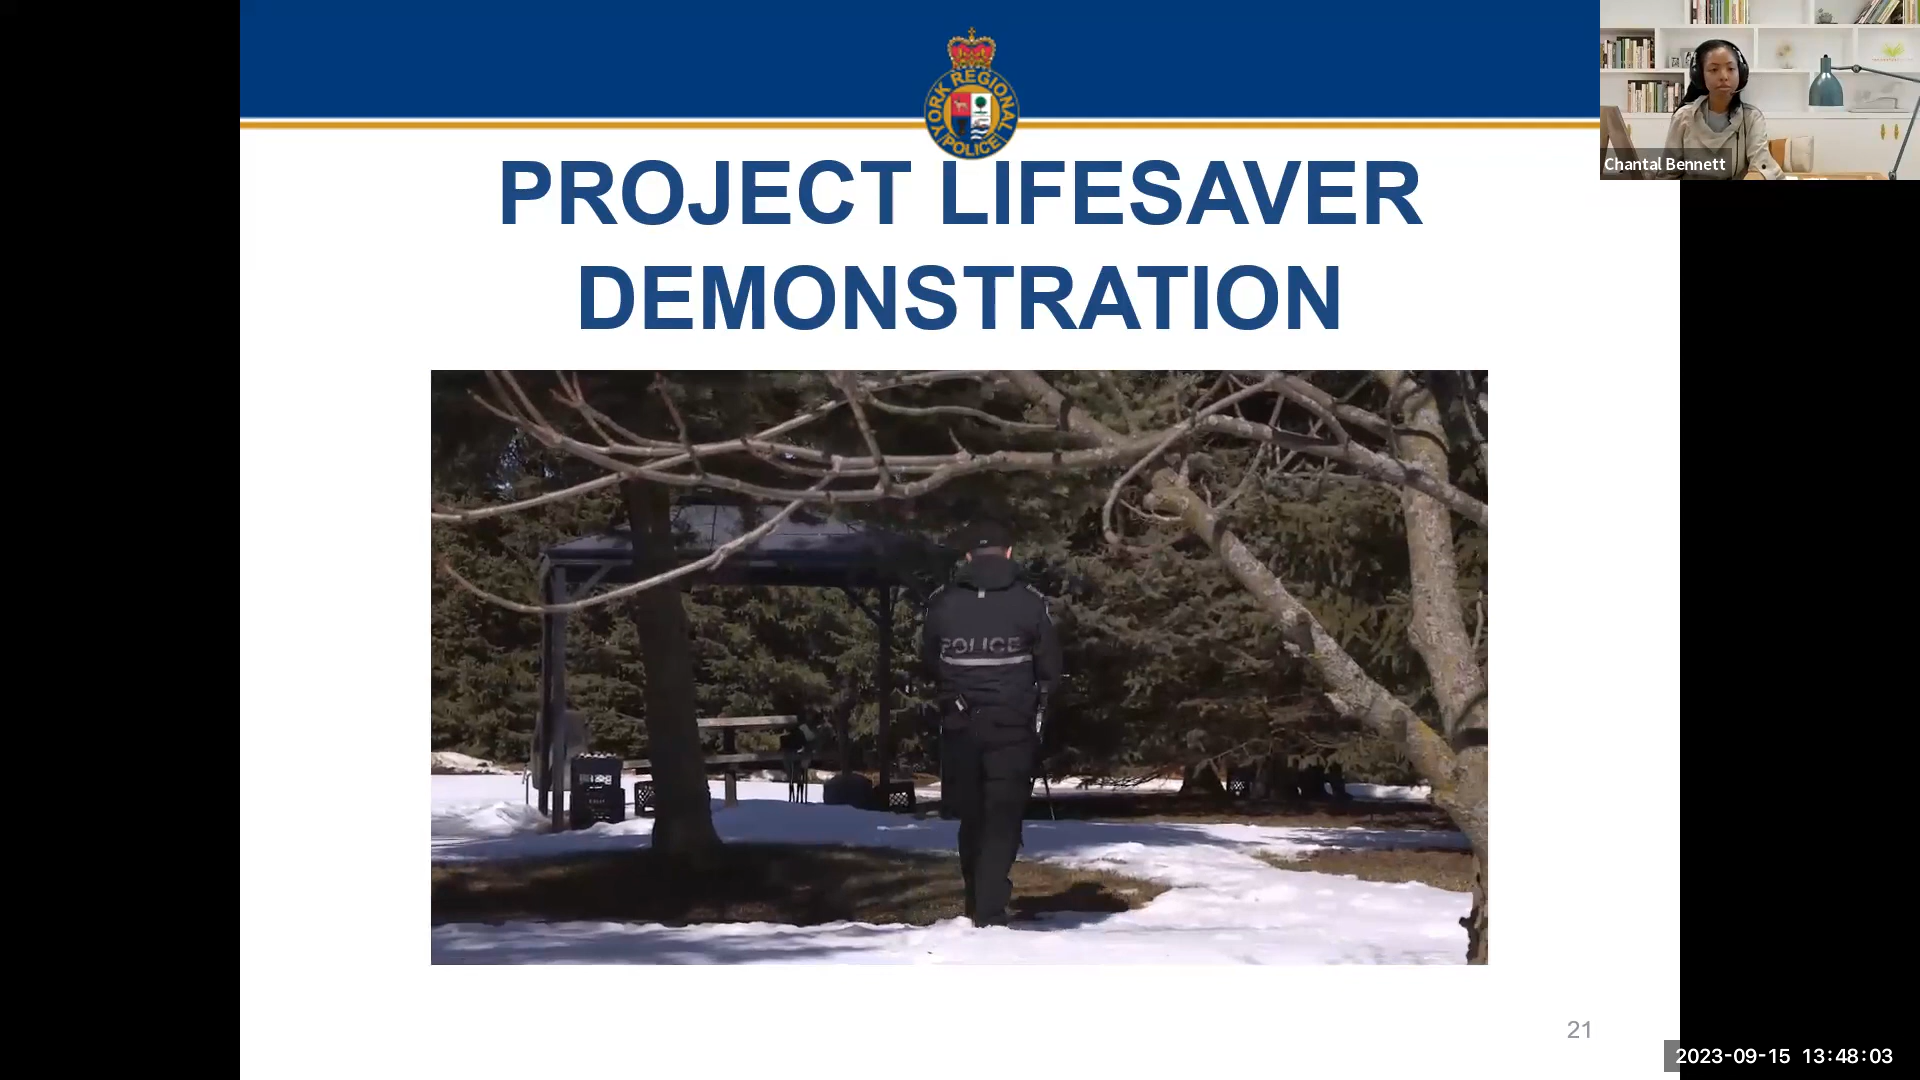 YORK REGIONAL
POLICE
Chantal Bennett
PROJECT LIFESAVER
DEMONSTRATION
POLICE
21
2023-09-15 13:48:03